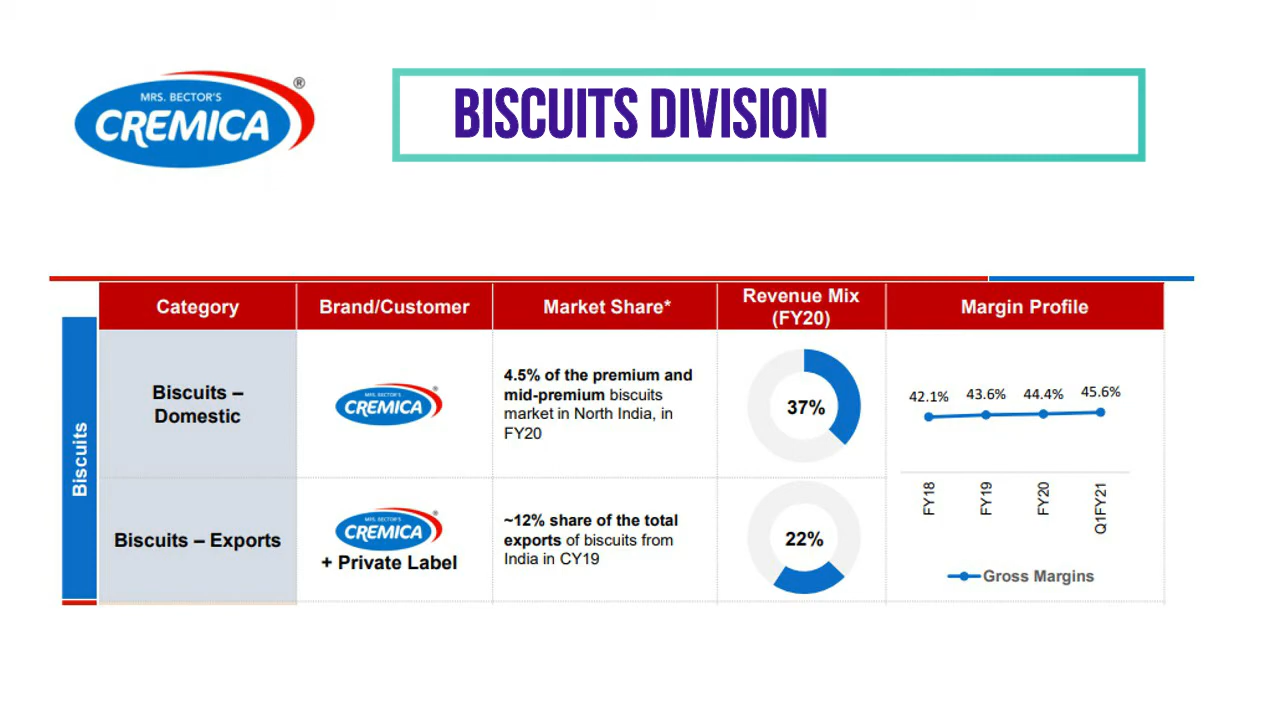 MRS. BECTOR'S
CREMICA
®
BISCUITS DIVISION
Category
Brand/Customer
Market Share*
Revenue Mix
(FY20)
Margin Profile
Biscuits
Biscuits –
Domestic
MRS. BECTOR'S
CREMICA
4.5% of the premium and
mid-premium biscuits
market in North India, in
FY20
37%
42.1% 43.6% 44.4% 45.6%
FY18 FY19 FY20 Q1FY21
Gross Margins
Biscuits – Exports
MRS. BECTOR'S
CREMICA
+ Private Label
~12% share of the total
exports of biscuits from
India in CY19
22%